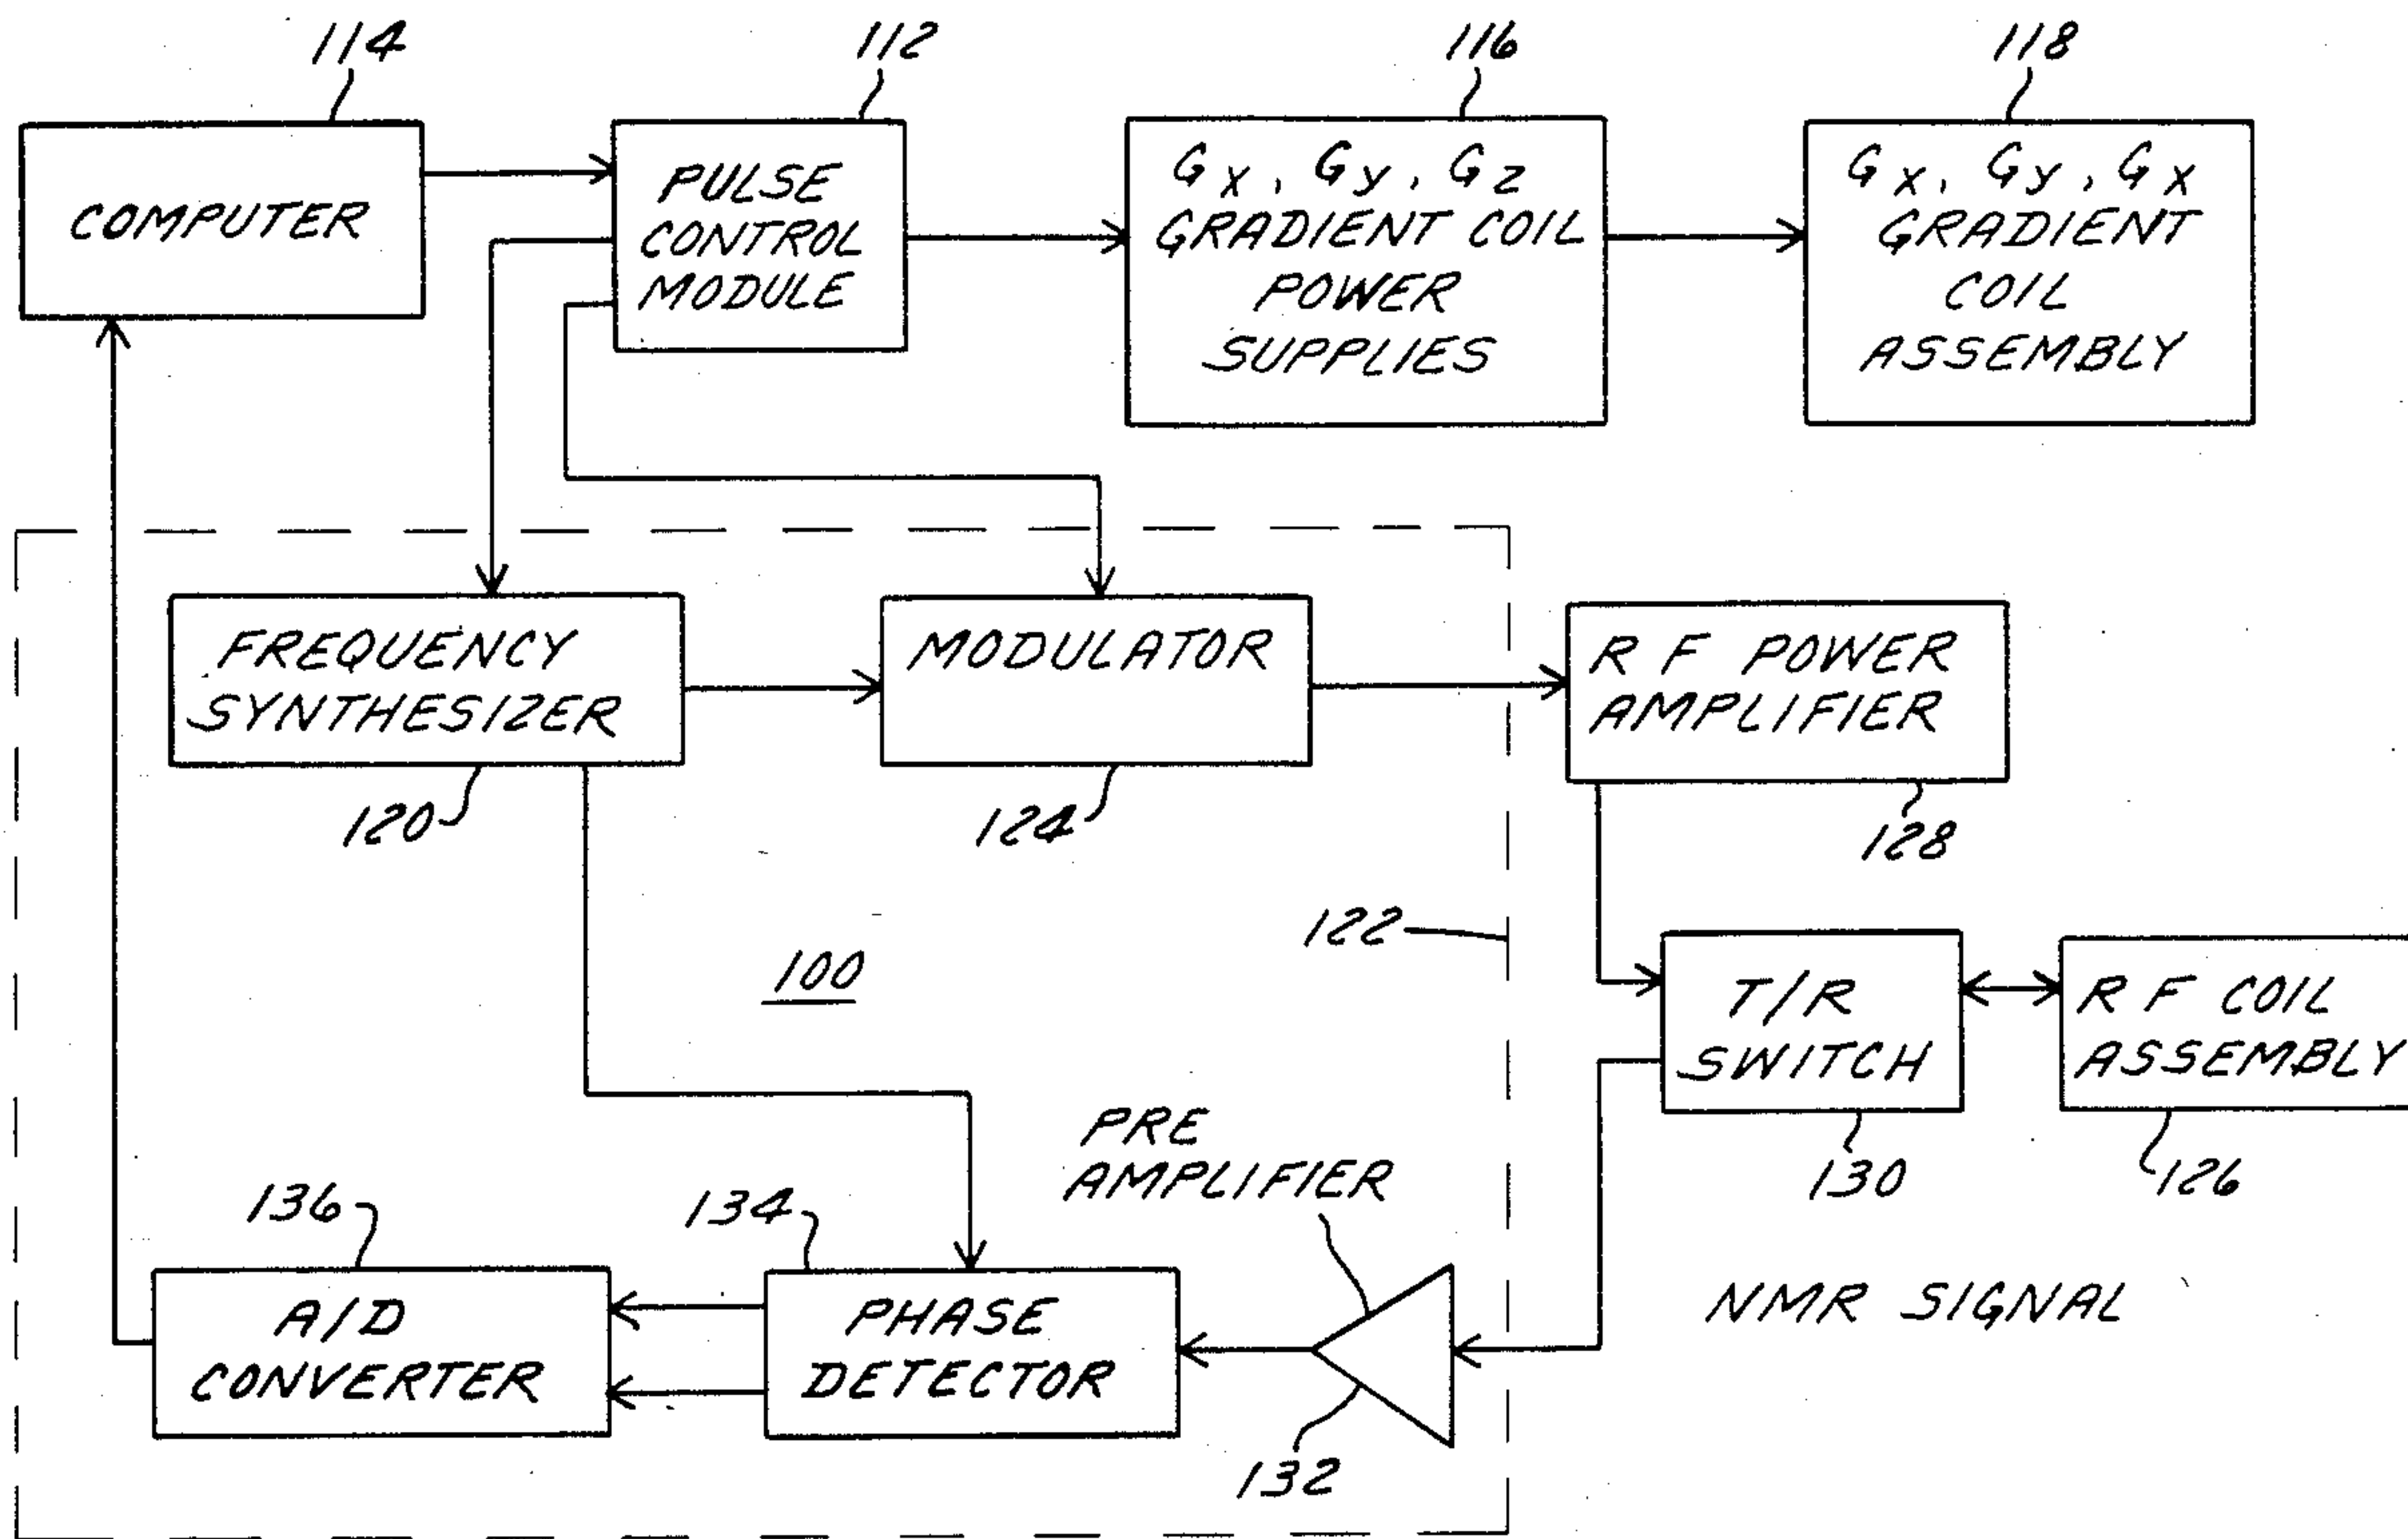 114
112
116
118
COMPUTER
PULSE
CONTROL
MODULE
Gx, Gy, Gz
GRADIENT COIL
POWER
SUPPLIES
Gx, Gy, Gx
GRADIENT
COIL
ASSEMBLY
FREQUENCY
SYNTHESIZER
MODULATOR
RF POWER
AMPLIFIER
120
124
128
122
100
T/R
SWITCH
RF COIL
ASSEMBLY
130
126
PRE
AMPLIFIER
136
134
A/D
CONVERTER
PHASE
DETECTOR
NMR SIGNAL
132